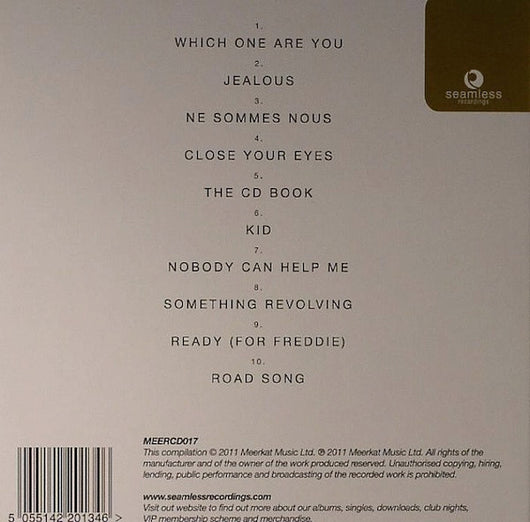 1.
WHICH ONE ARE YOU
2.
JEALOUS
3.
NE SOMMES NOUS
4.
CLOSE YOUR EYES
5.
THE CD BOOK
6.
KID
7.
NOBODY CAN HELP ME
8.
SOMETHING REVOLVING
9.
READY (FOR FREDDIE)
10.
ROAD SONG
seamless
recordings
MEERCD017
This compilation © 2011 Meerkat Music Ltd. ℗ 2011 Meerkat Music Ltd. All rights of the
manufacturer and of the owner of the work produced reserved. Unauthorised copying, hiring,
lending, public performance and broadcasting of the recorded work is prohibited.
www.seamlessrecordings.com
Visit out website to find out more about our albums, singles, downloads, club nights,
VIP membership scheme and merchandise.
5 055142 201346 >